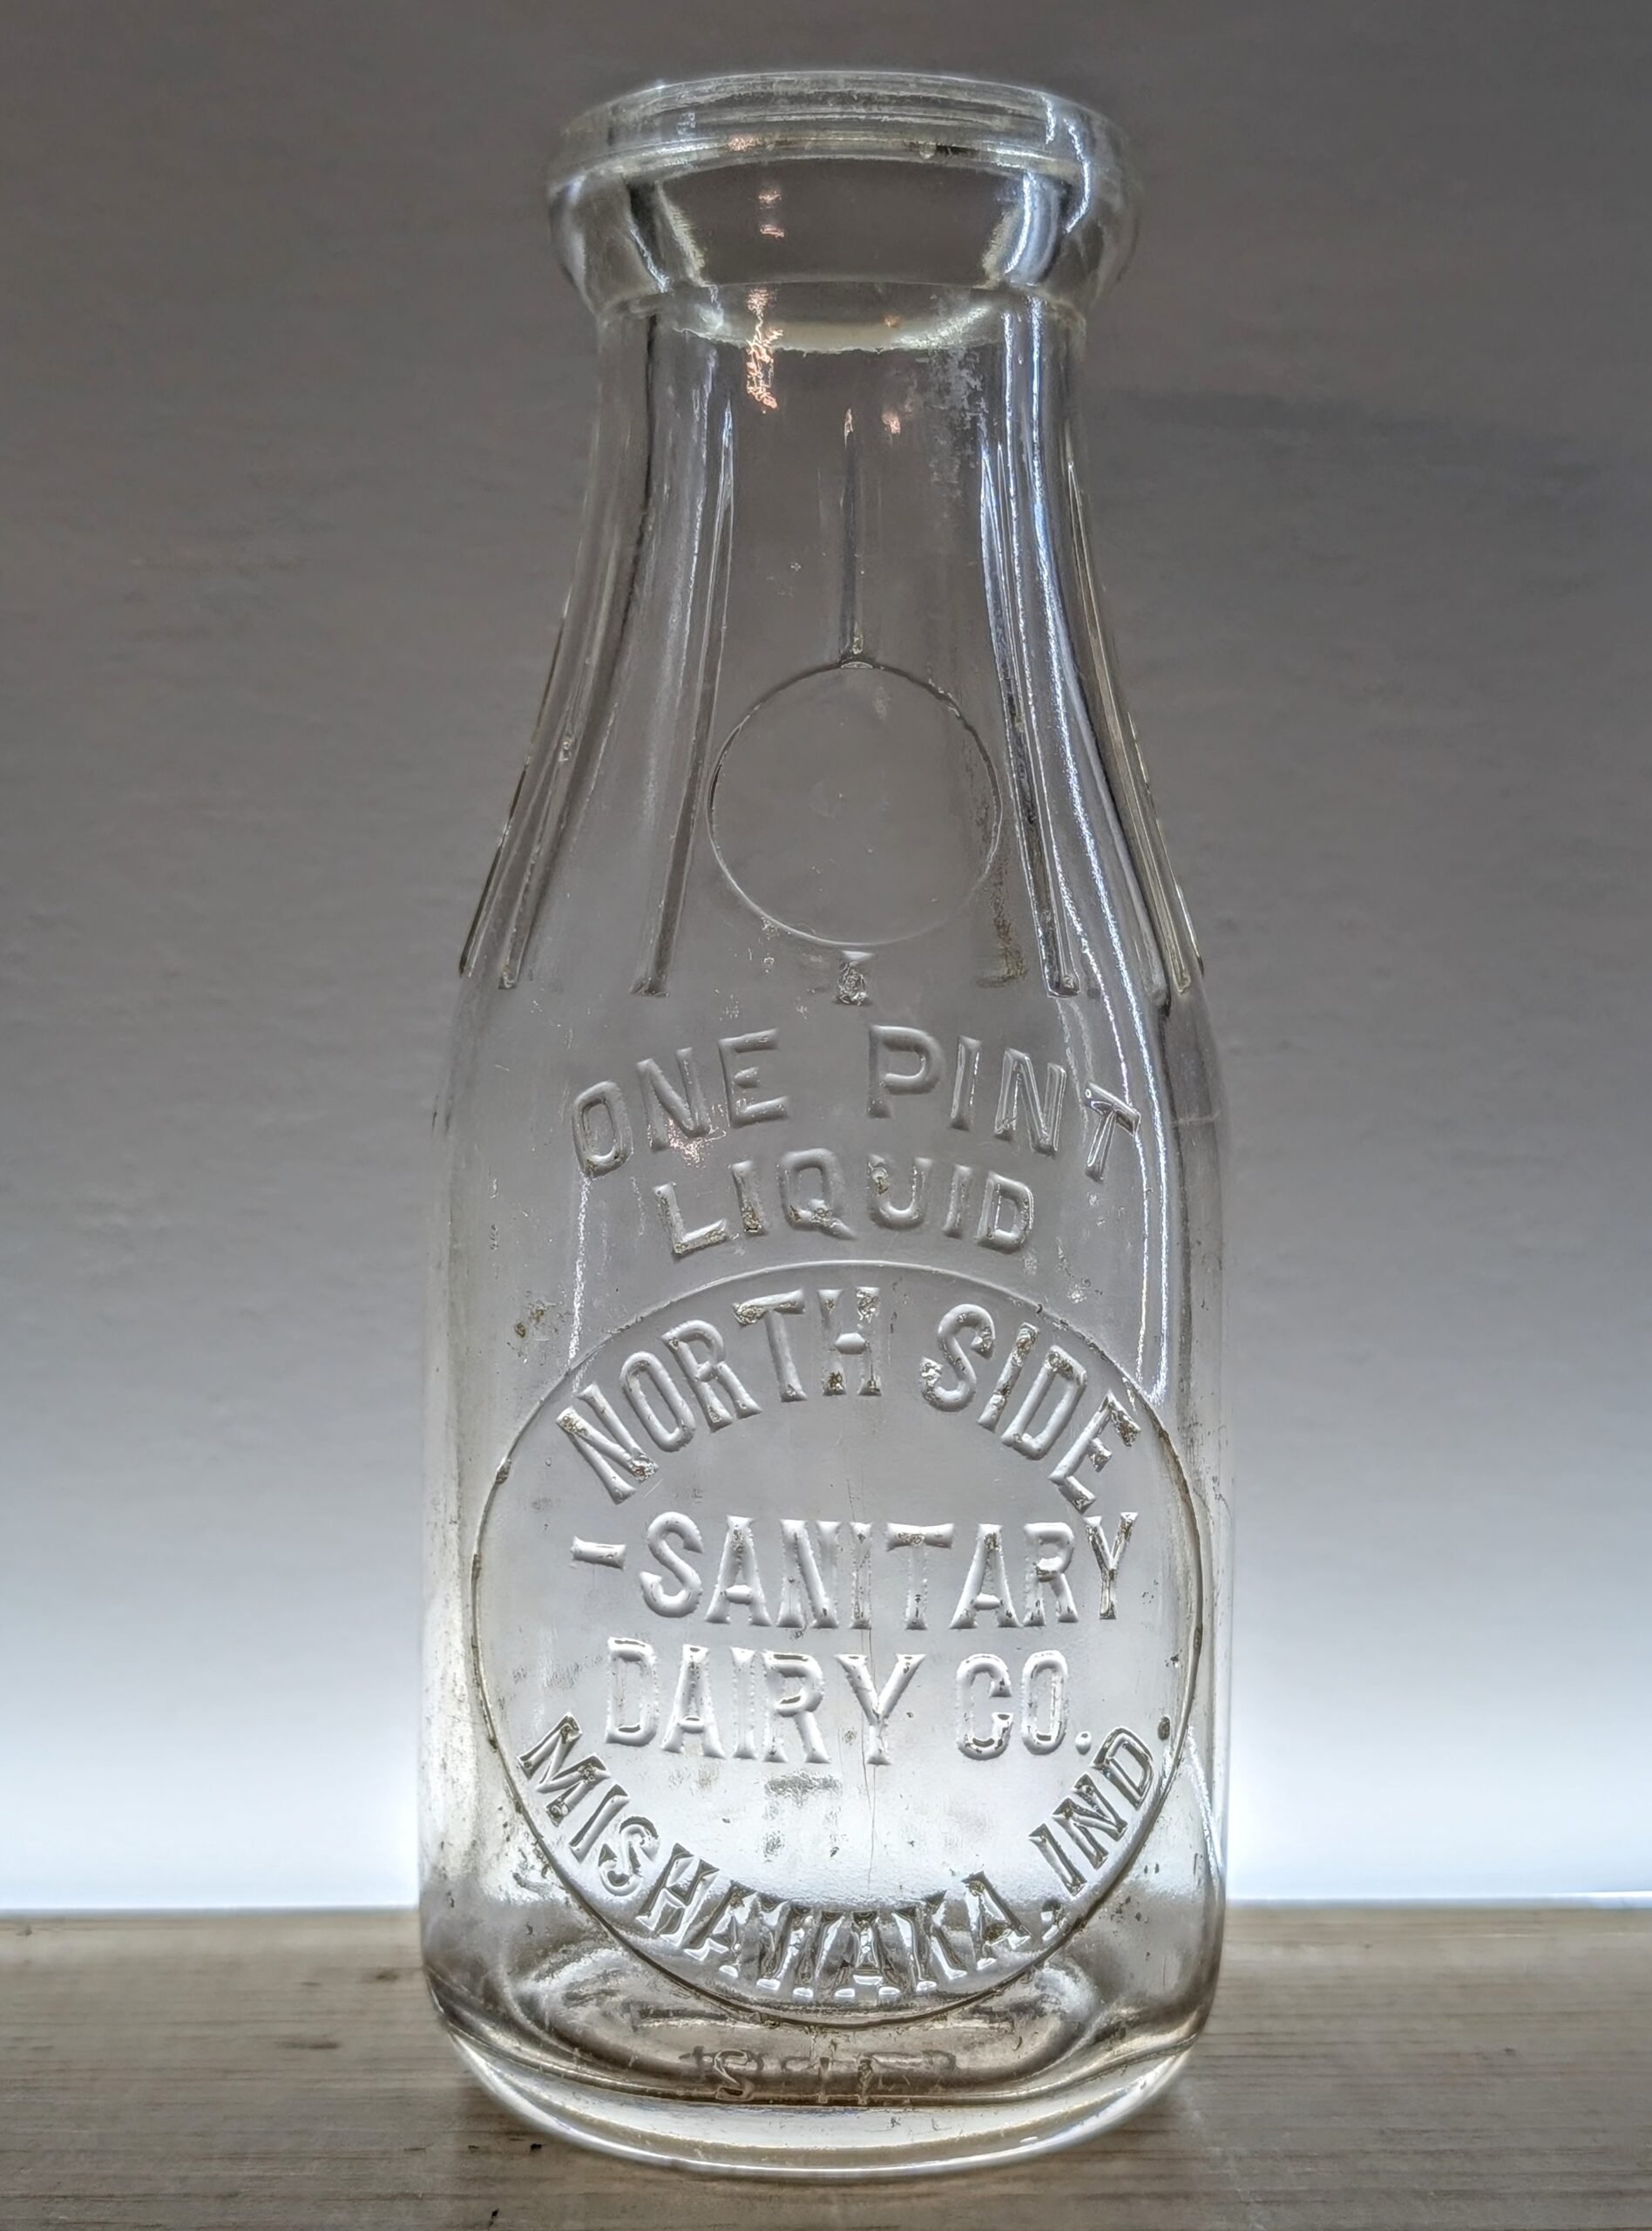 ONE PINT
LIQUID
NORTH SIDE
-SANITARY
DAIRY CO.
MISHAWAKA, IND.